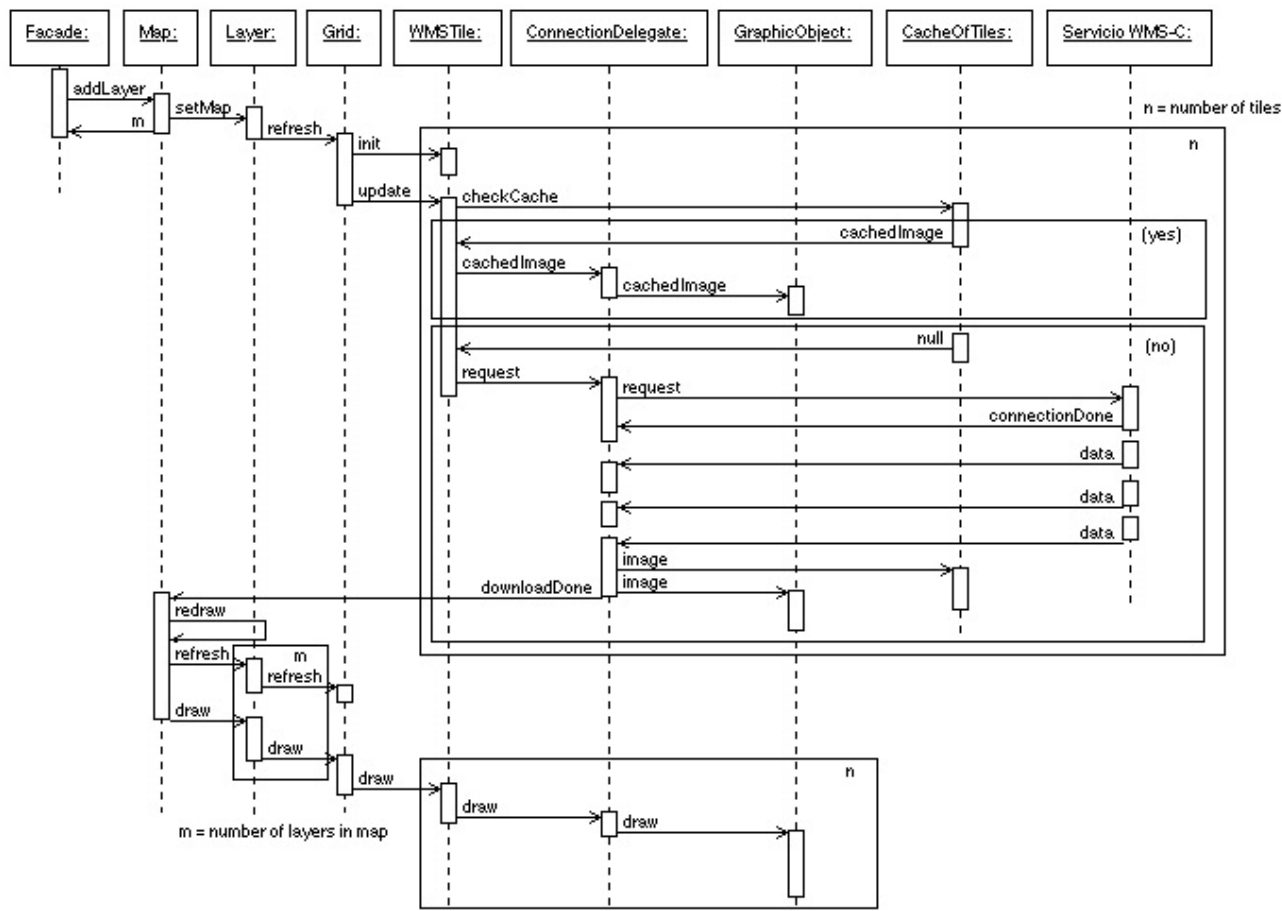 Facade:
Map:
Layer:
Grid:
WMSTile:
ConnectionDelegate:
GraphicObject:
CacheOfTiles:
Servicio WMS-C:
addLayer
setMap
m
n = number of tiles
refresh
init
n
update
checkCache
cachedImage
(yes)
cachedImage
cachedImage
null
(no)
request
request
connectionDone
data
data
data
image
image
downloadDone
redraw
refresh
m
refresh
draw
draw
n
draw
draw
draw
m = number of layers in map